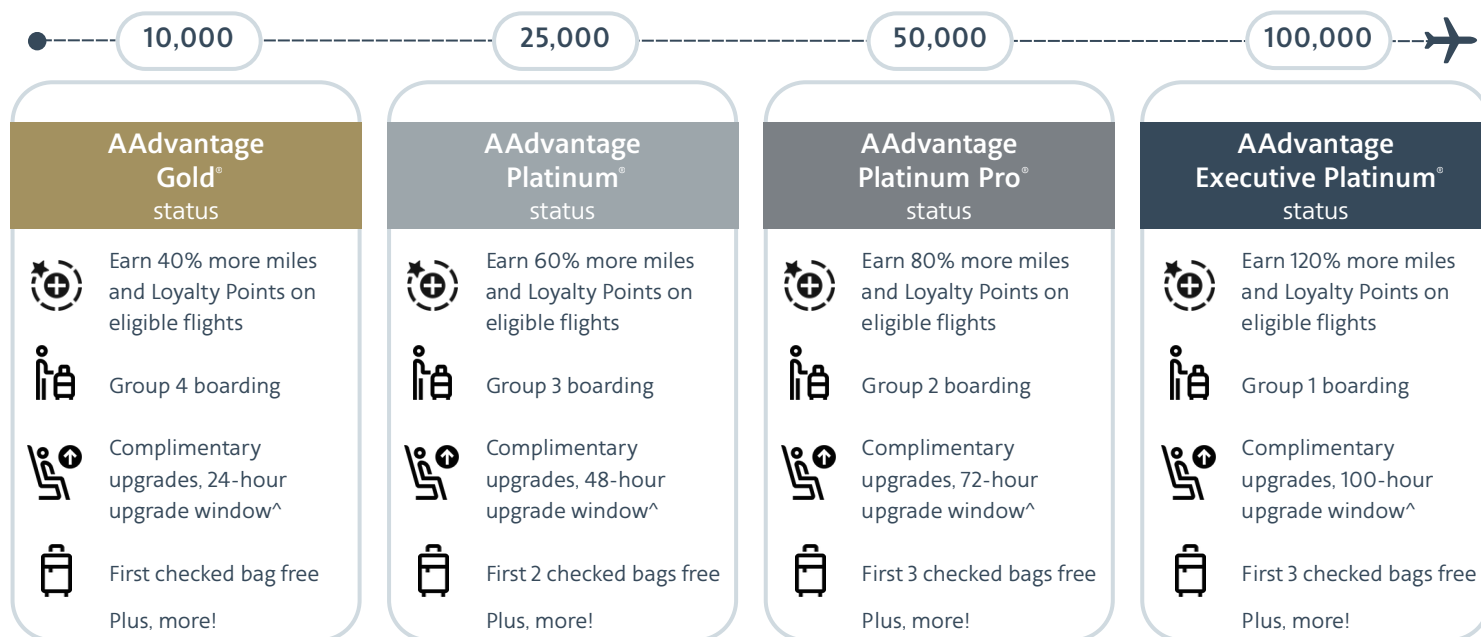 10,000
25,000
50,000
100,000
AAdvantage
Gold®
status
Earn 40% more miles
and Loyalty Points on
eligible flights
Group 4 boarding
Complimentary
upgrades, 24-hour
upgrade window^
First checked bag free
Plus, more!
AAdvantage
Platinum®
status
Earn 60% more miles
and Loyalty Points on
eligible flights
Group 3 boarding
Complimentary
upgrades, 48-hour
upgrade window^
First 2 checked bags free
Plus, more!
AAdvantage
Platinum Pro®
status
Earn 80% more miles
and Loyalty Points on
eligible flights
Group 2 boarding
Complimentary
upgrades, 72-hour
upgrade window^
First 3 checked bags free
Plus, more!
AAdvantage
Executive Platinum®
status
Earn 120% more miles
and Loyalty Points on
eligible flights
Group 1 boarding
Complimentary
upgrades, 100-hour
upgrade window^
First 3 checked bags free
Plus, more!